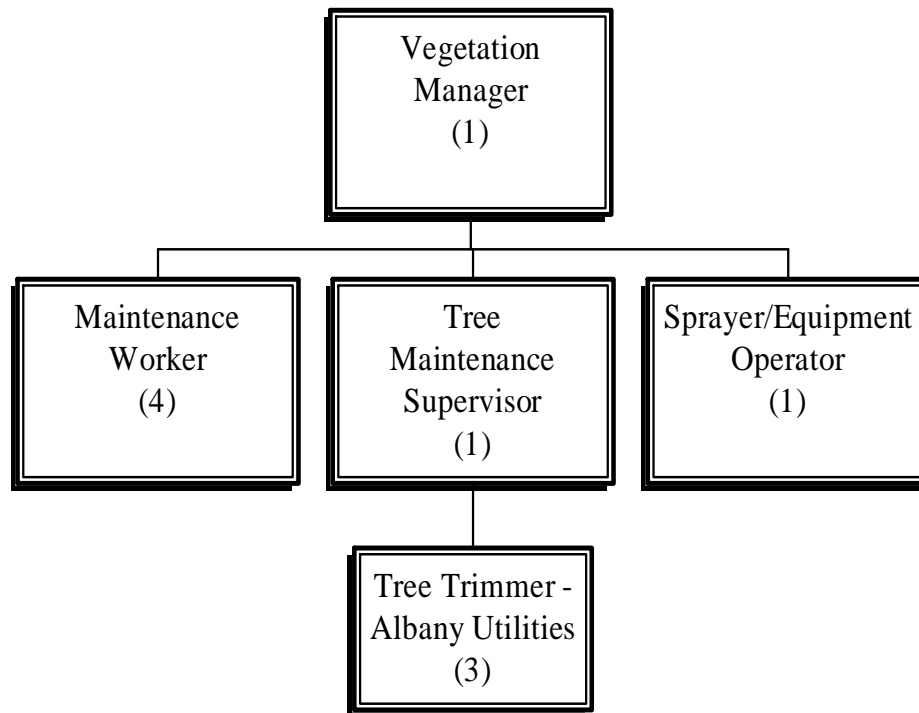 Vegetation
Manager
(1)
Maintenance
Worker
(4)
Tree
Maintenance
Supervisor
(1)
Sprayer/Equipment
Operator
(1)
Tree Trimmer -
Albany Utilities
(3)